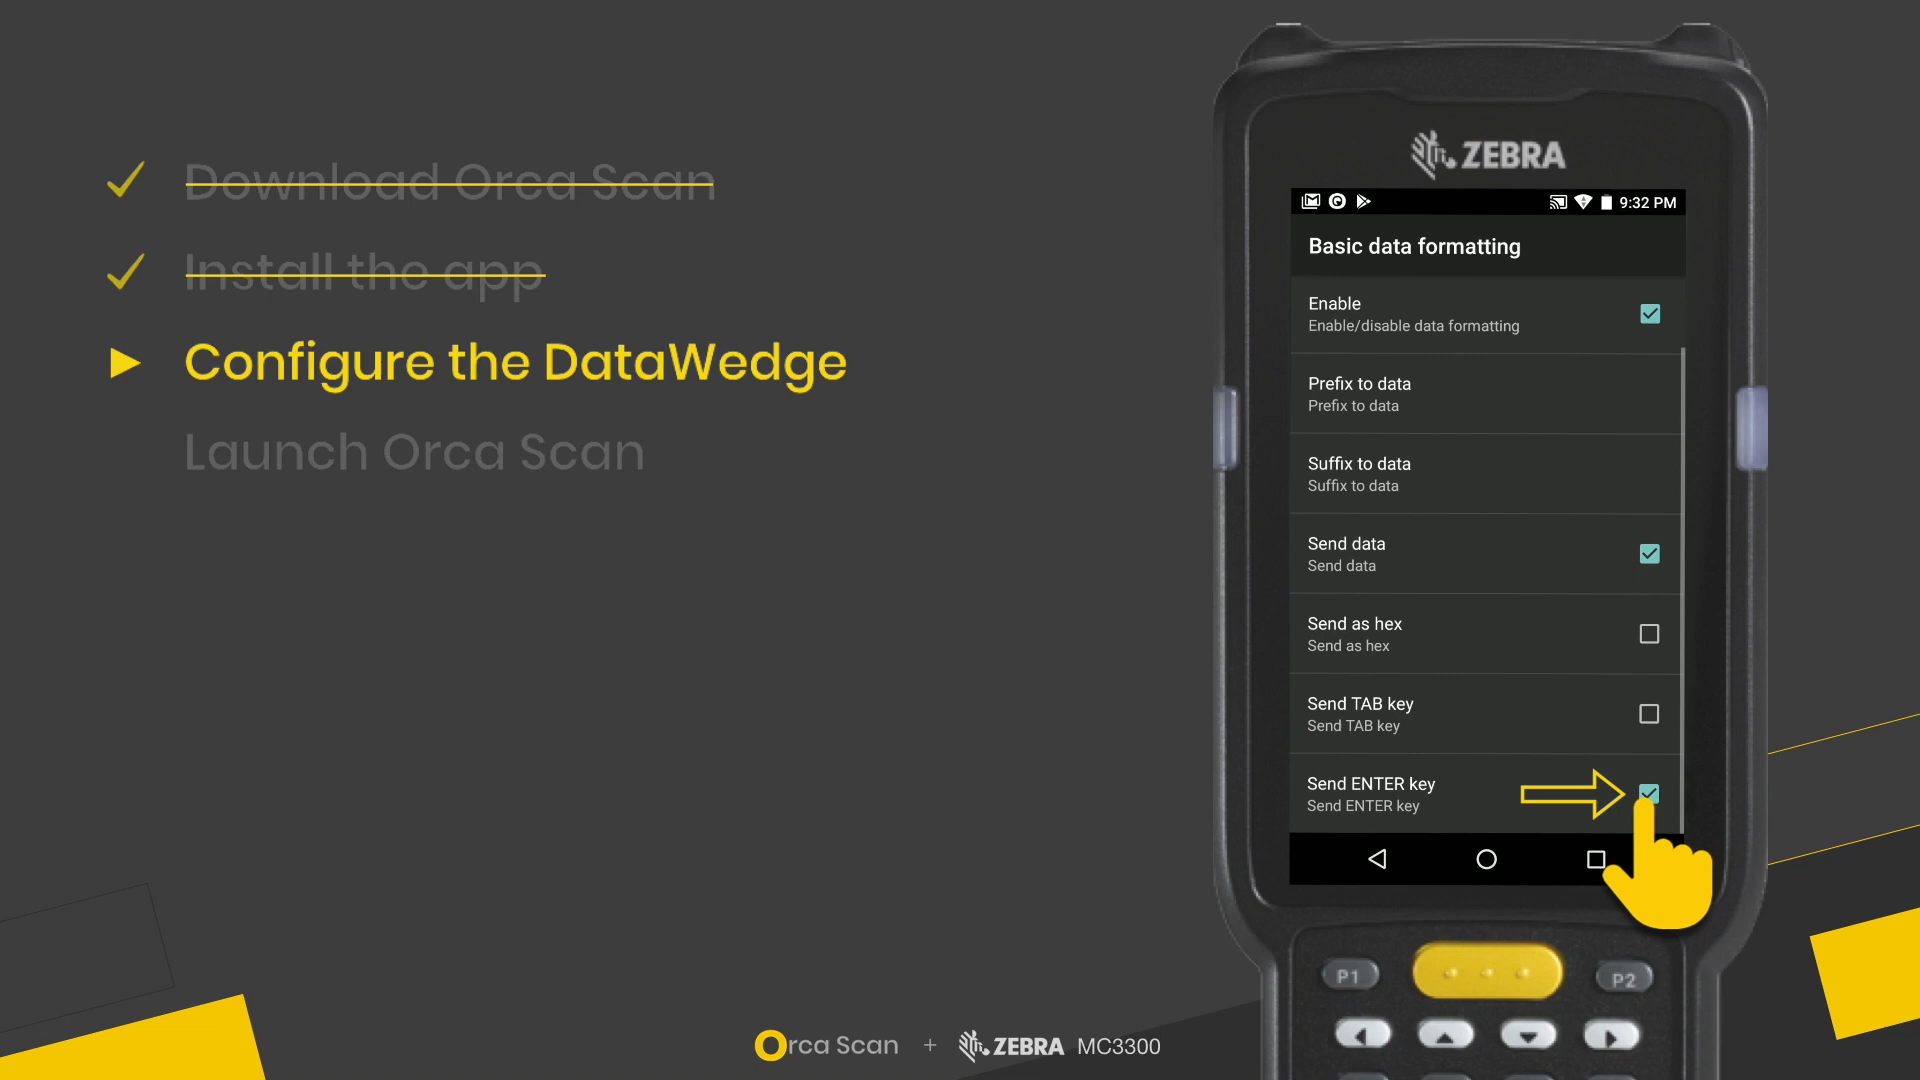 Download Orca Scan
Install the app
Configure the DataWedge
Launch Orca Scan
ZEBRA
9:32 PM
Basic data formatting
Enable
Enable/disable data formatting
Prefix to data
Prefix to data
Suffix to data
Suffix to data
Send data
Send data
Send as hex
Send as hex
Send TAB key
Send TAB key
Send ENTER key
Send ENTER key
P1
P2
Orca Scan + ZEBRA MC3300